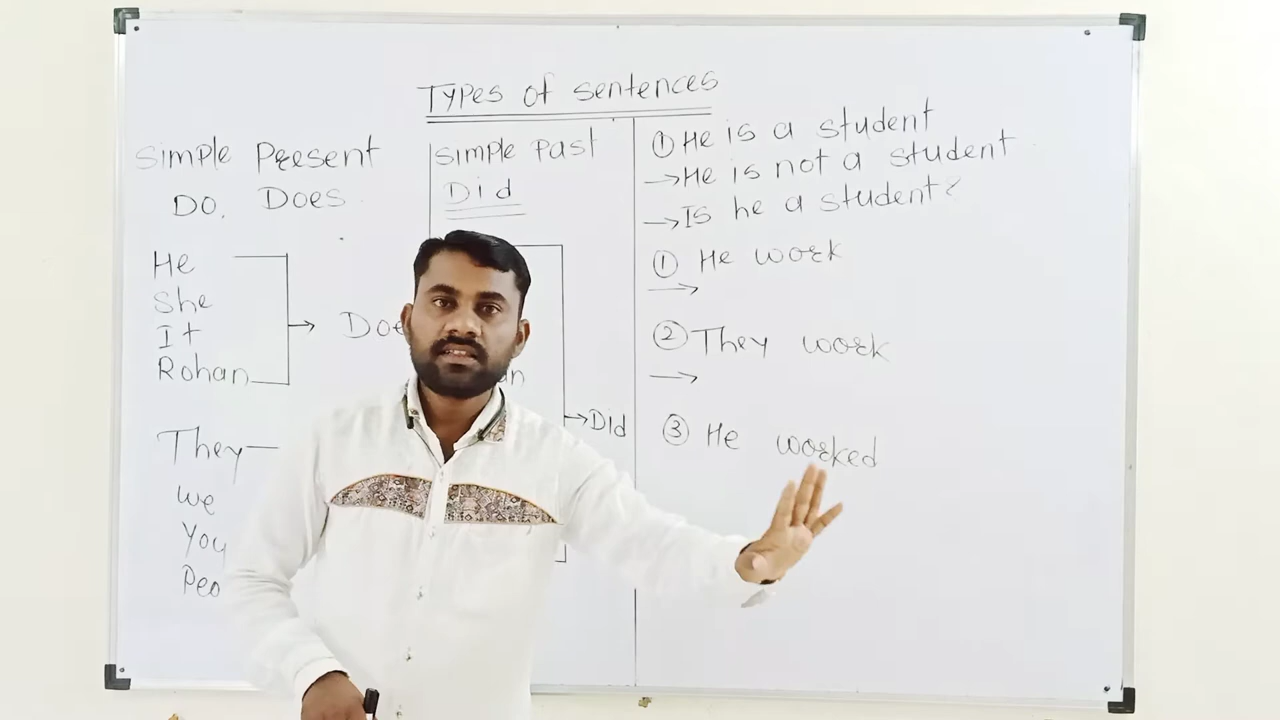 Types of sentences
Simple Present
DO, Does
He
She
It
Rohan
They
We
You
Simple Past
Did
Did
① He is a student
→ He is not a student
→ Is he a student?
① He work
→
② They work
→
③ He worked